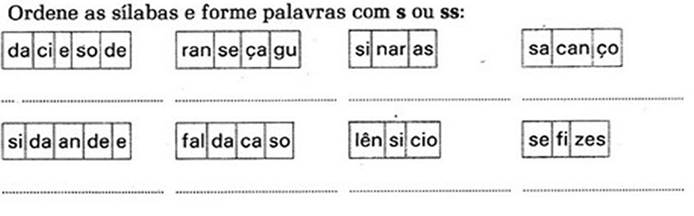 Ordene as sílabas e forme palavras com s ou ss:
da ci e so de ran se ça gu si nar as sa can ço
si da an de e fal da ca so lên si cio se fi zes